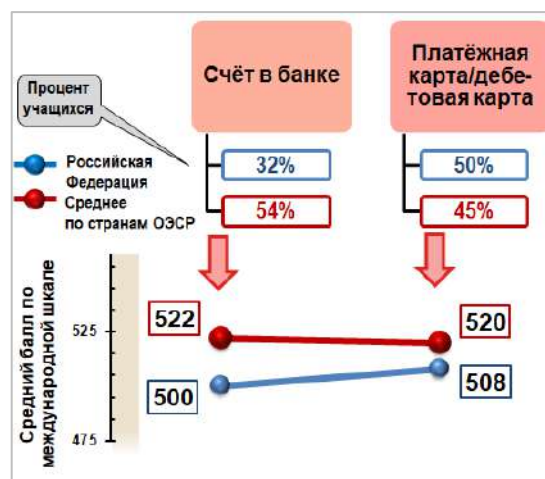 Счёт в банке
Платёжная
карта/дебе-
товая карта
Процент
учащихся
32%
50%
54%
45%
Российская
Федерация
Среднее
по странам ОЭСР
Средний балл по
международной шкале
525
475
522
520
500
508